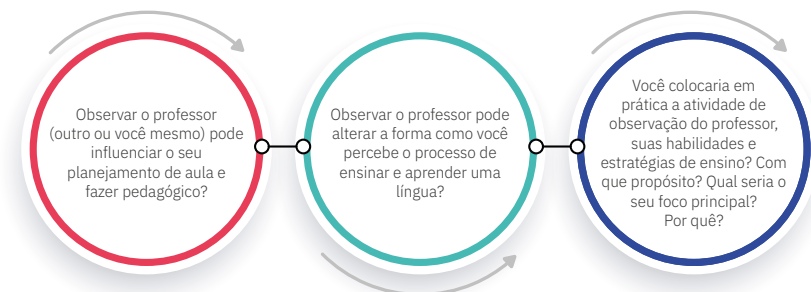 Observar o professor
(outro ou você mesmo) pode
influenciar o seu
planejamento de aula e
fazer pedagógico?
Observar o professor pode
alterar a forma como você
percebe o processo de
ensinar e aprender uma
língua?
Você colocaria em
prática a atividade de
observação do professor,
suas habilidades e
estratégias de ensino? Com
que propósito? Qual seria o
seu foco principal?
Por quê?